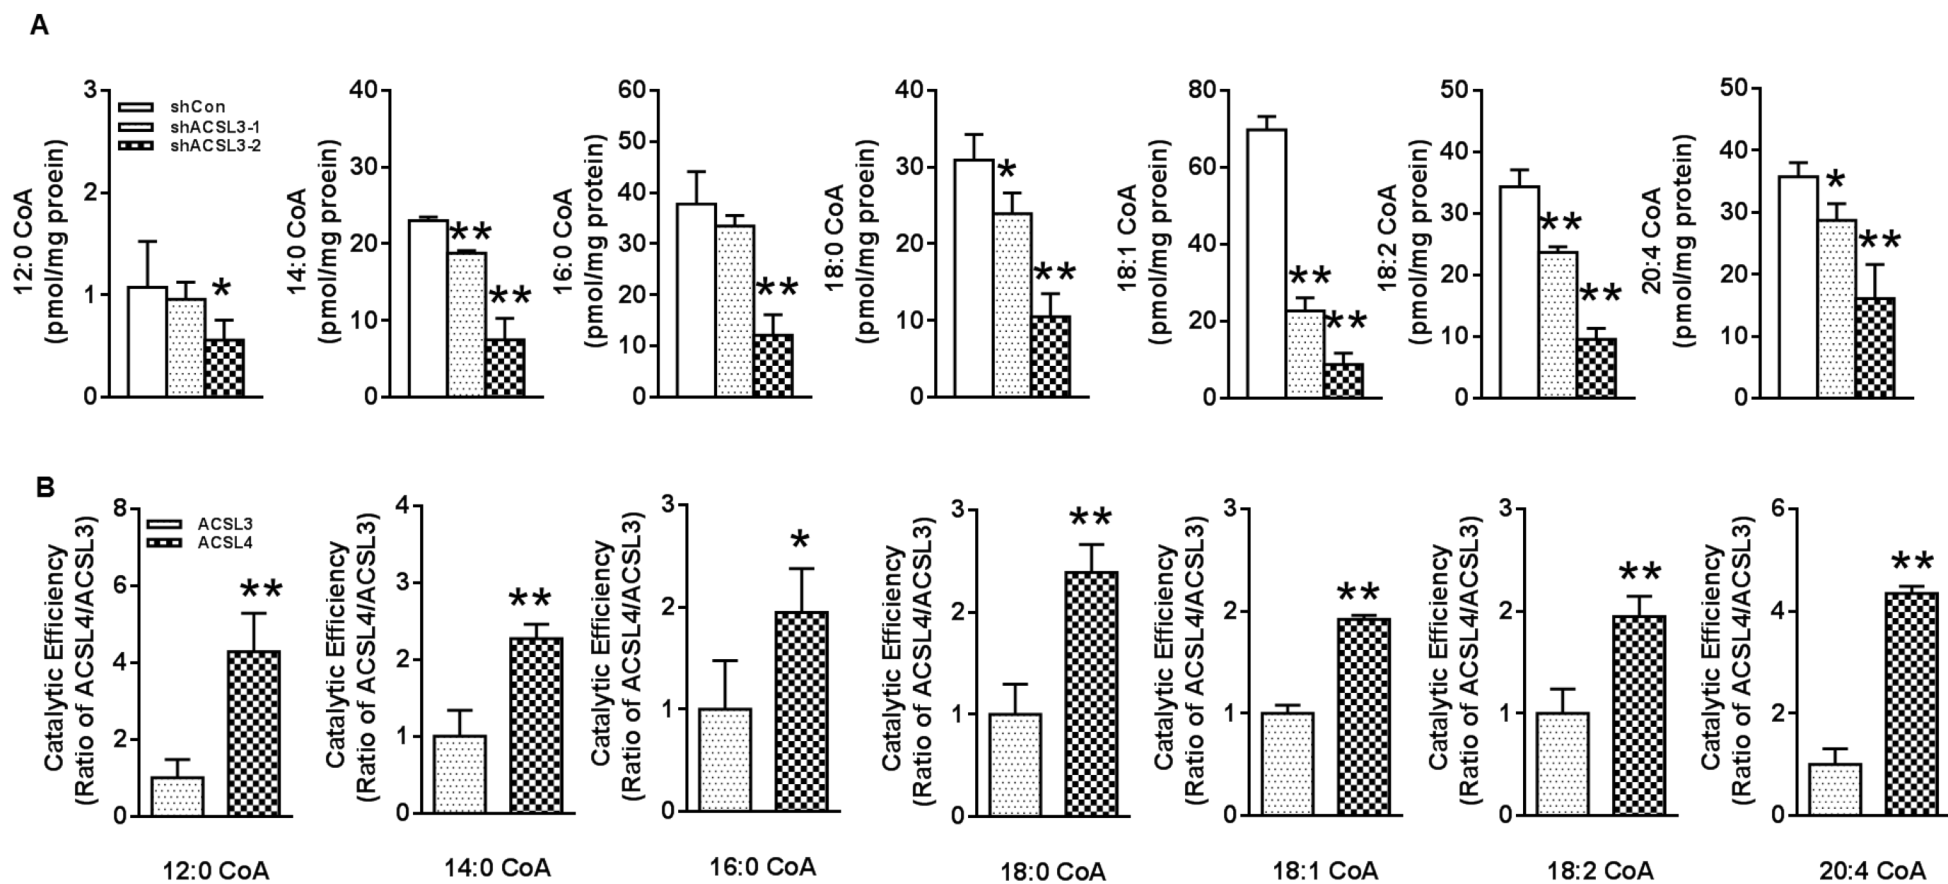 A
12:0 CoA
(pmol/mg proein)
3
2
1
0
shCon
shACSL3-1
shACSL3-2
*
14:0 CoA
(pmol/mg proein)
40
30
20
10
0
**
**
16:0 CoA
(pmol/mg protein)
60
50
40
30
20
10
0
**
18:0 CoA
(pmol/mg proein)
40
30
20
10
0
*
**
18:1 CoA
(pmol/mg proein)
80
60
40
20
0
**
**
18:2 CoA
(pmol/mg proein)
50
40
30
20
10
0
**
**
20:4 CoA
(pmol/mg protein)
50
40
30
20
10
0
*
**
B
Catalytic Efficiency
(Ratio of ACSL4/ACSL3)
8
6
4
2
0
ACSL3
ACSL4
**
12:0 CoA
Catalytic Efficiency
(Ratio of ACSL4/ACSL3)
4
3
2
1
0
**
14:0 CoA
Catalytic Efficiency
(Ratio of ACSL4/ACSL3)
3
2
1
0
*
16:0 CoA
Catalytic Efficiency
(Ratio of ACSL4/ACSL3)
3
2
1
0
**
18:0 CoA
Catalytic Efficiency
(Ratio of ACSL4/ACSL3)
3
2
1
0
**
18:1 CoA
Catalytic Efficiency
(Ratio of ACSL4/ACSL3)
3
2
1
0
**
18:2 CoA
Catalytic Efficiency
(Ratio of ACSL4/ACSL3)
6
4
2
0
**
20:4 CoA